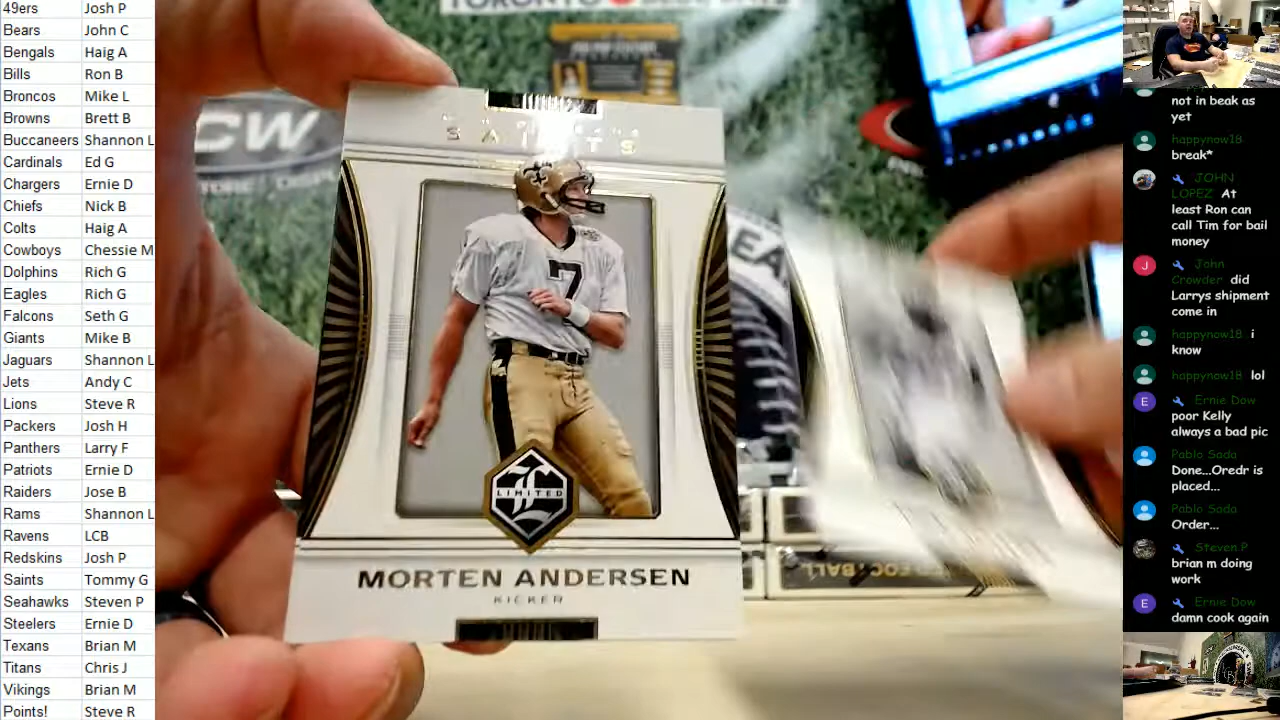 49ers Josh P
Bears John C
Bengals Haig A
Bills Ron B
Broncos Mike L
Browns Brett B
Buccaneers Shannon L
Cardinals Ed G
Chargers Ernie D
Chiefs Nick B
Colts Haig A
Cowboys Chessie M
Dolphins Rich G
Eagles Rich G
Falcons Seth G
Giants Mike B
Jaguars Shannon L
Jets Andy C
Lions Steve R
Packers Josh H
Panthers Larry F
Patriots Ernie D
Raiders Jose B
Rams Shannon L
Ravens LCB
Redskins Josh P
Saints Tommy G
Seahawks Steven P
Steelers Ernie D
Texans Brian M
Titans Chris J
Vikings Brian M
Points! Steve R
TORONTO
CW
SAINTS
7
L
LIMITED
MORTEN ANDERSEN
KICKER
EA
FOOTBALL
not in beak as
yet
happynow18
break*
JOHN
LOPEZ At
least Ron can
call Tim for bail
money
J
John
Crowder did
Larrys shipment
come in
happynow18 i
know
happynow18 lol
E
Ernie Dow
poor Kelly
always a bad pic
Pablo Sada
Done...Oredr is
placed...
Pablo Sada
Order...
Steven P
brian m doing
work
E
Ernie Dow
damn cook again